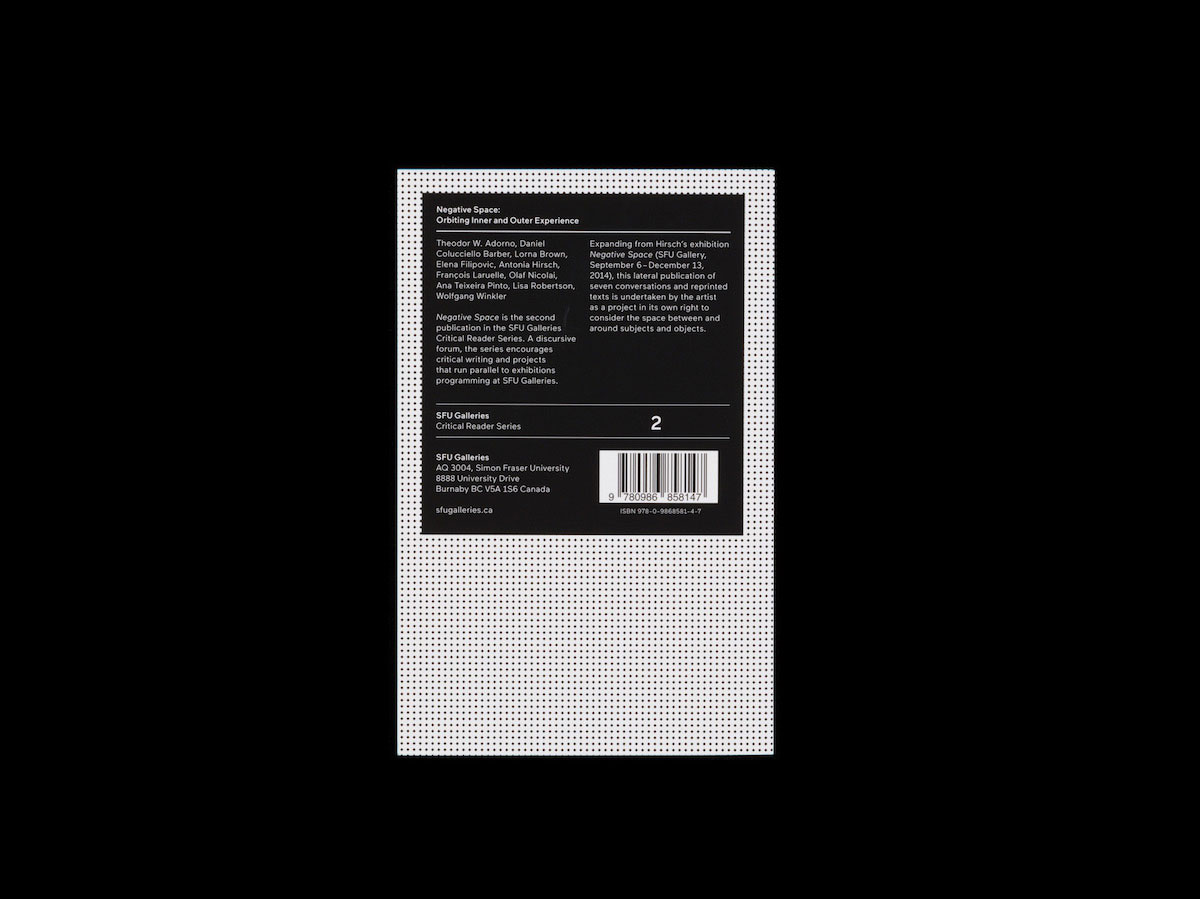 Negative Space:
Orbiting Inner and Outer Experience
Theodor W. Adorno, Daniel
Colucciello Barber, Lorna Brown,
Elena Filipovic, Antonia Hirsch,
François Laruelle, Olaf Nicolai,
Ana Teixeira Pinto, Lisa Robertson,
Wolfgang Winkler
Negative Space is the second
publication in the SFU Galleries
Critical Reader Series. A discursive
forum, the series encourages
critical writing and projects
that run parallel to exhibitions
programming at SFU Galleries.
Expanding from Hirsch's exhibition
Negative Space (SFU Gallery,
September 6 – December 13,
2014), this lateral publication of
seven conversations and reprinted
texts is undertaken by the artist
as a project in its own right to
consider the space between and
around subjects and objects.
SFU Galleries
Critical Reader Series
2
SFU Galleries
AQ 3004, Simon Fraser University
8888 University Drive
Burnaby BC V5A 1S6 Canada
sfugalleries.ca
9 780986 858147
ISBN 978-0-9868581-4-7